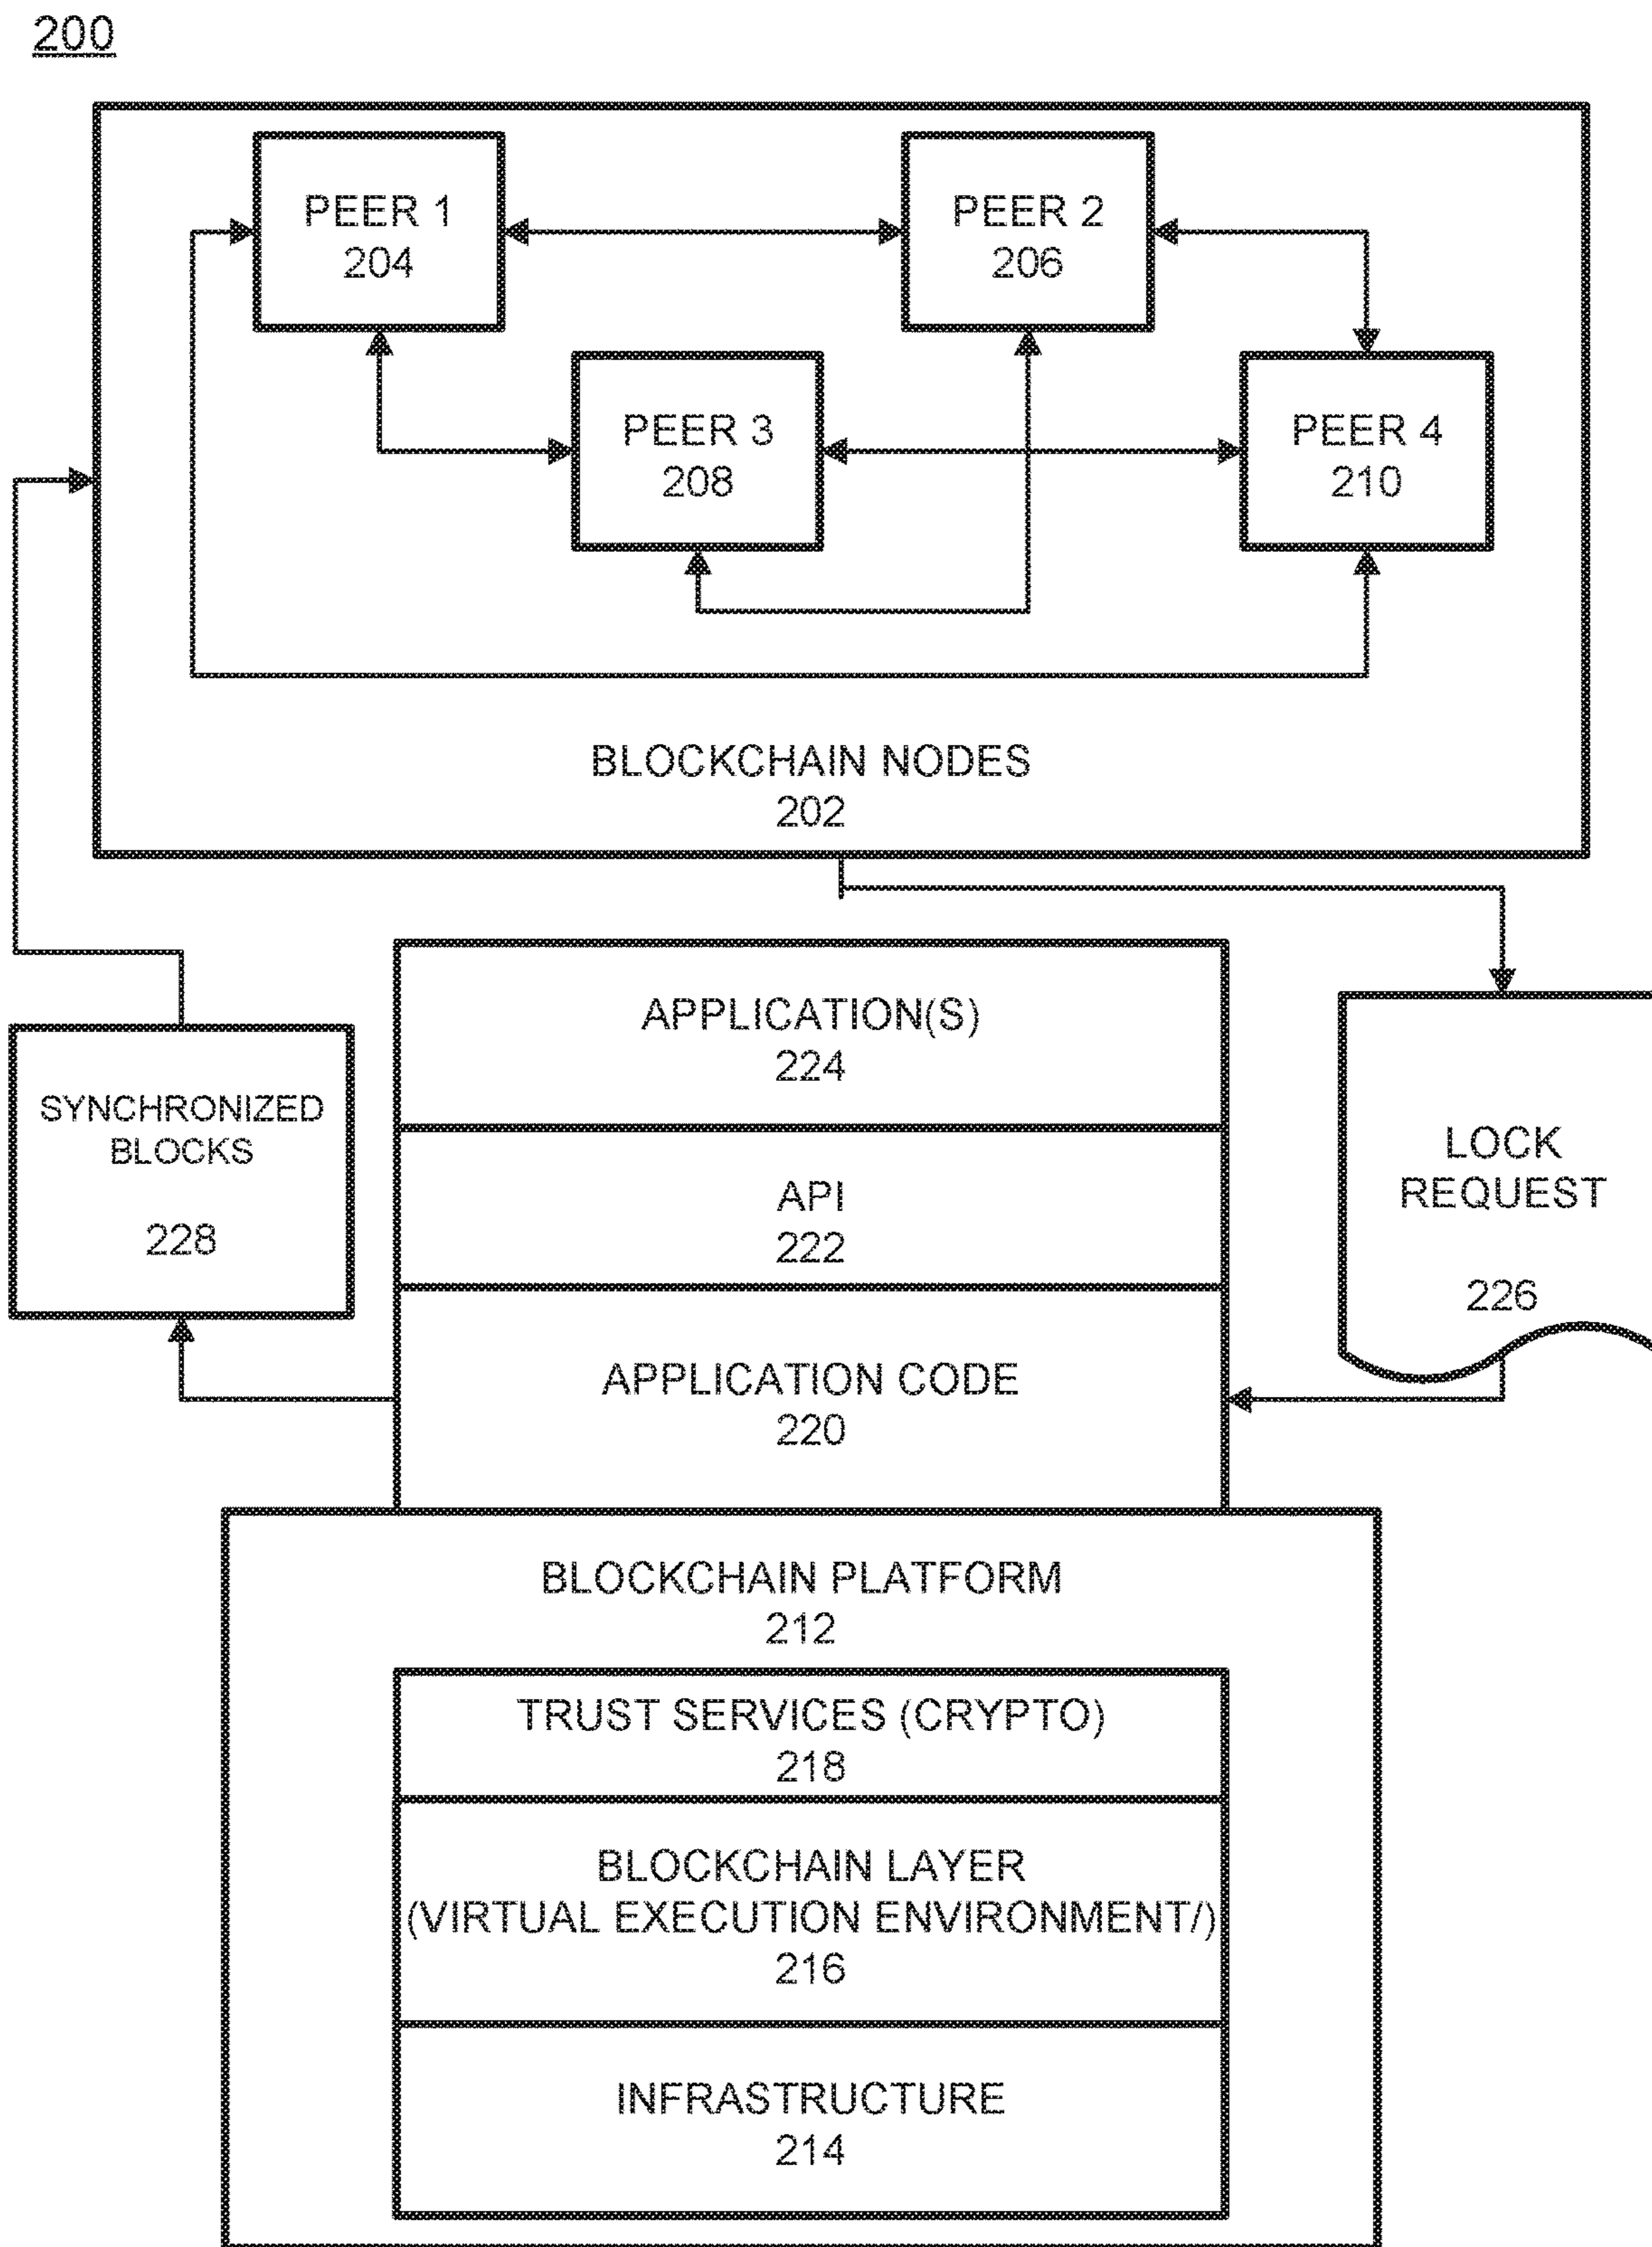 200
PEER 1
204
PEER 2
206
PEER 3
208
PEER 4
210
BLOCKCHAIN NODES
202
APPLICATION(S)
224
SYNCHRONIZED
BLOCKS
228
API
222
LOCK
REQUEST
226
APPLICATION CODE
220
BLOCKCHAIN PLATFORM
212
TRUST SERVICES (CRYPTO)
218
BLOCKCHAIN LAYER
(VIRTUAL EXECUTION ENVIRONMENT/)
216
INFRASTRUCTURE
214